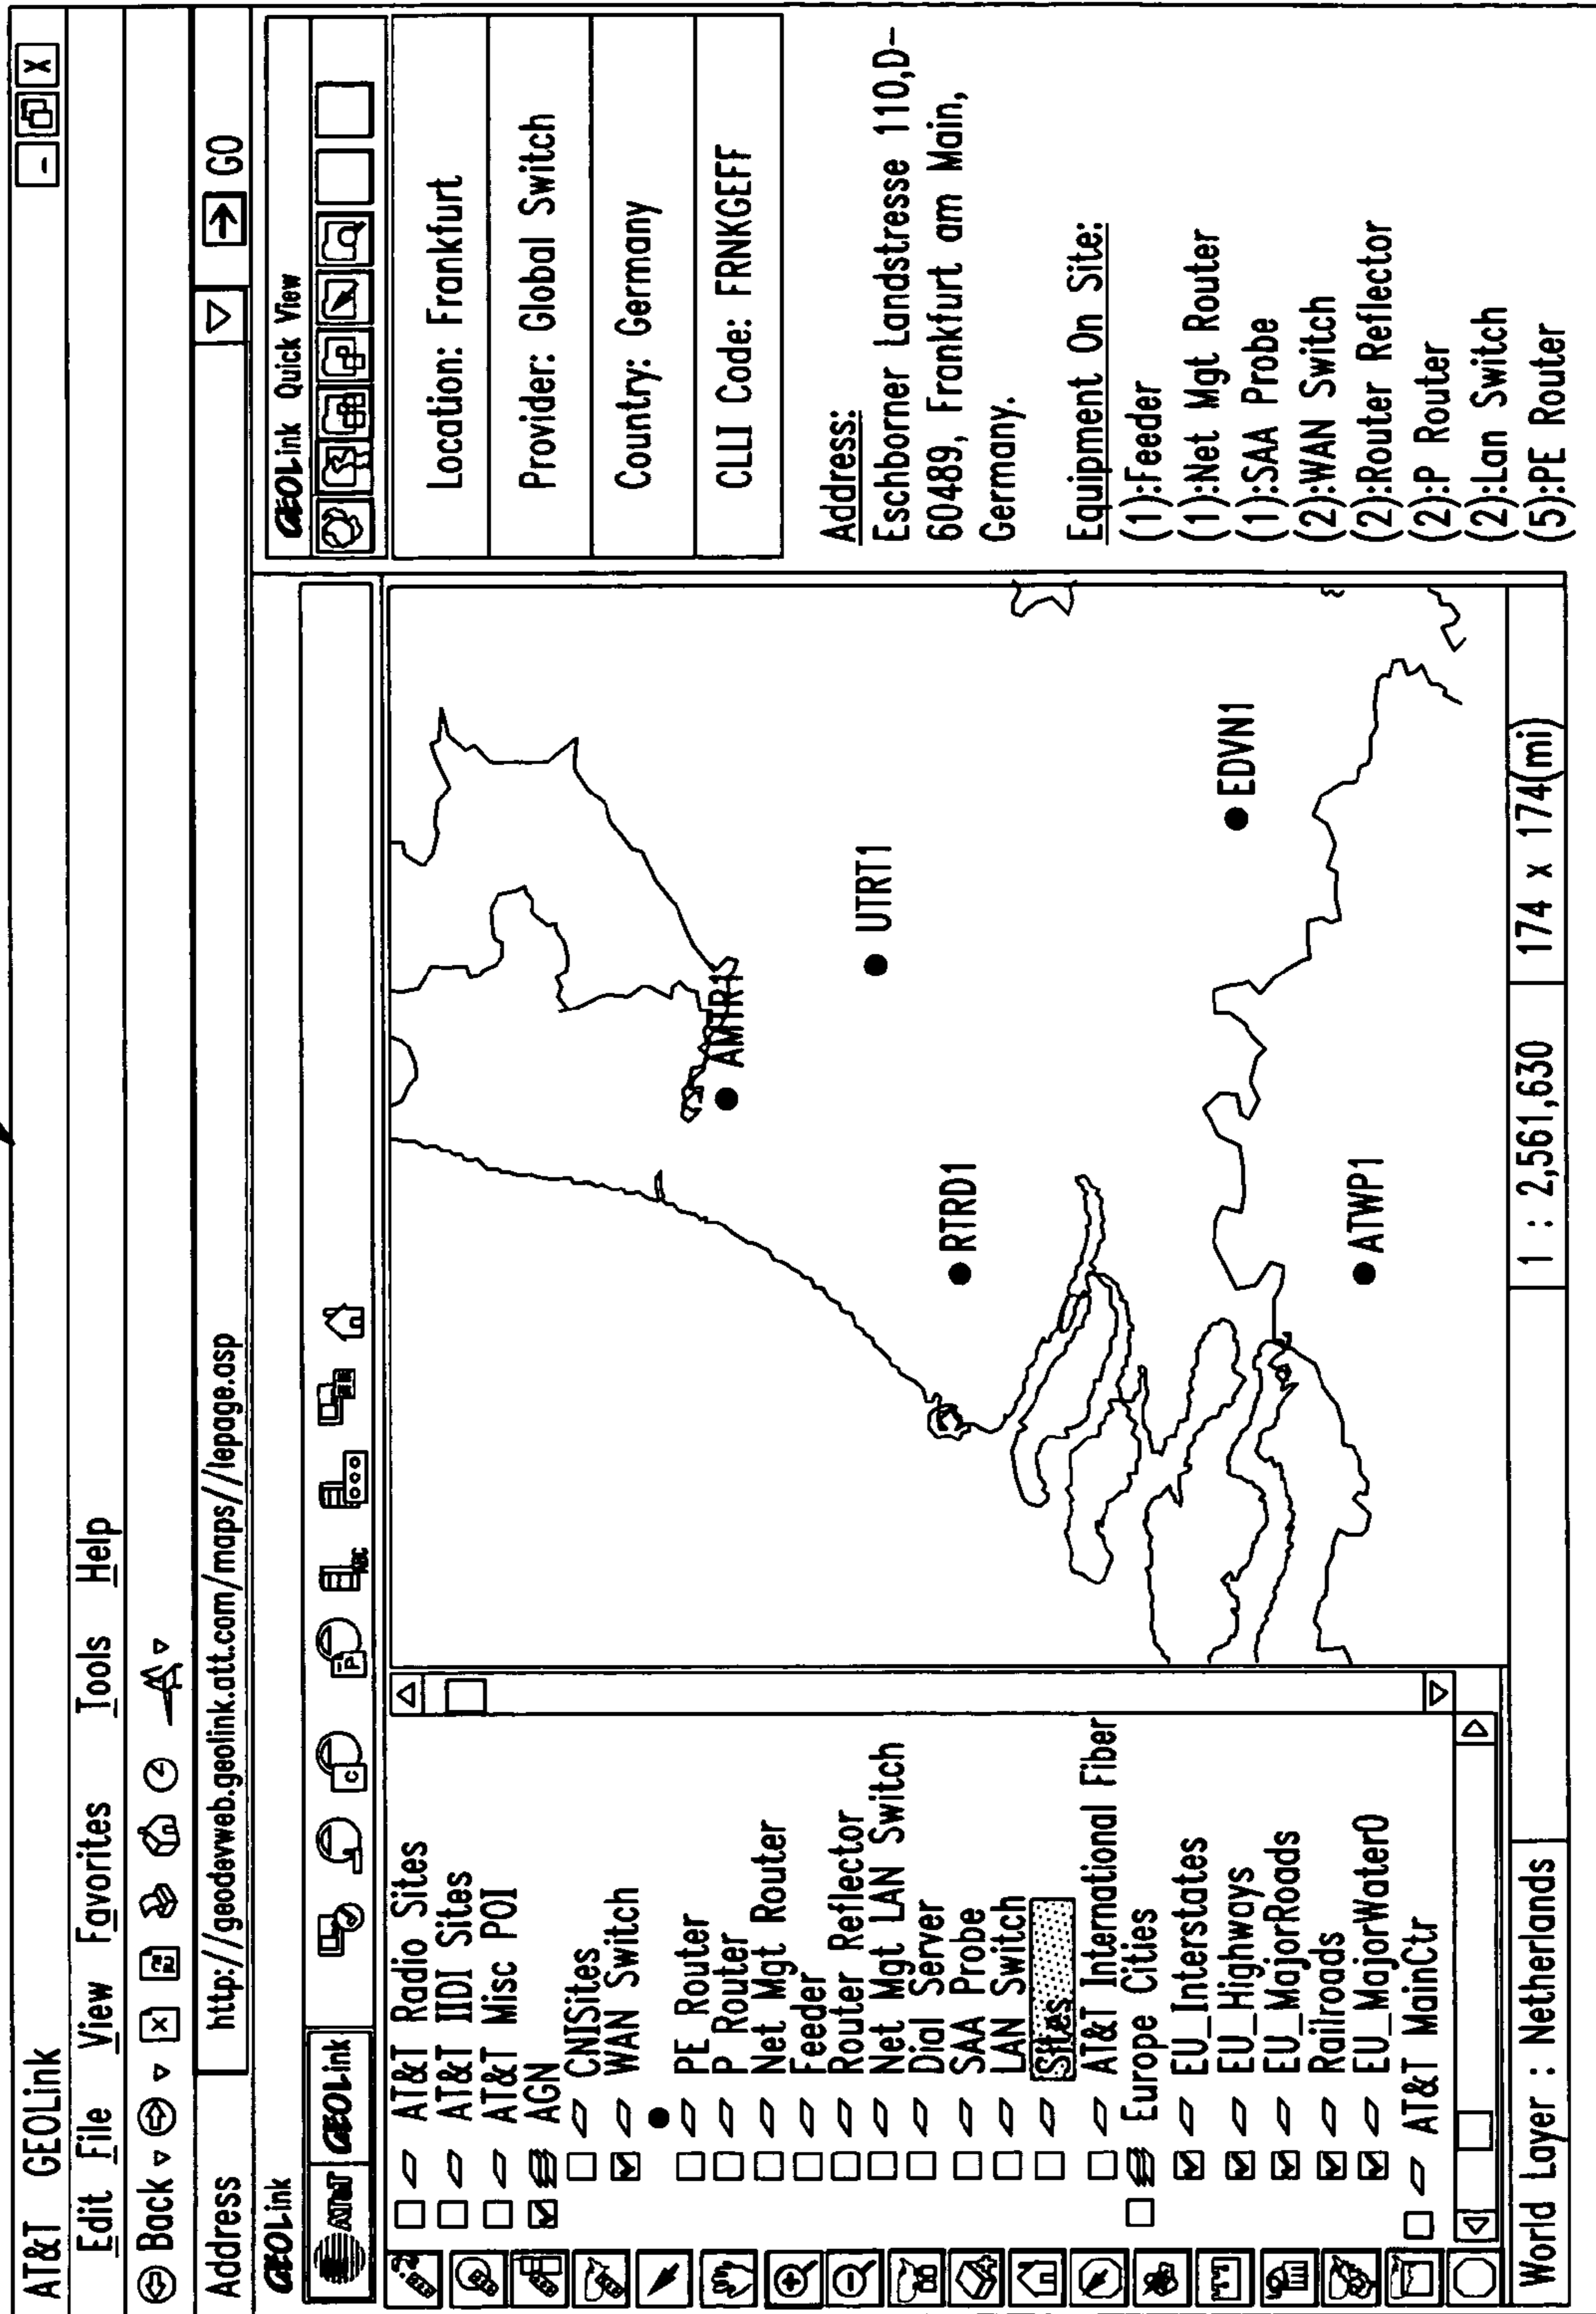 AT&T GEOLink
Edit File View Favorites Tools Help
Back
Address http://geodevweb.geolink.att.com/maps//lepage.asp GO
GEOLink
AT&T GEOLink
ABC
C
P
AT&T Radio Sites
AT&T IIDI Sites
AT&T Misc POI
AGN
CNISites
WAN Switch
PE Router
P Router
Net Mgt Router
Feeder
Router Reflector
Net Mgt LAN Switch
Dial Server
SAA Probe
LAN Switch
Sites
AT&T International Fiber
Europe Cities
EU_Interstates
EU_Highways
EU_MajorRoads
Railroads
EU_MajorWater0
AT&T MainCtr
AMTR1
UTRT1
RTRD1
EDVN1
ATWP1
GEOLink Quick View
Location: Frankfurt
Provider: Global Switch
Country: Germany
CLLI Code: FRNKGEFF
Address:
Eschborner Landstresse 110,D-
60489, Frankfurt am Main,
Germany.
Equipment On Site:
(1):Feeder
(1):Net Mgt Router
(1):SAA Probe
(2):WAN Switch
(2):Router Reflector
(2):P Router
(2):Lan Switch
(5):PE Router
World Layer : Netherlands
1 : 2,561,630
174 x 174(mi)